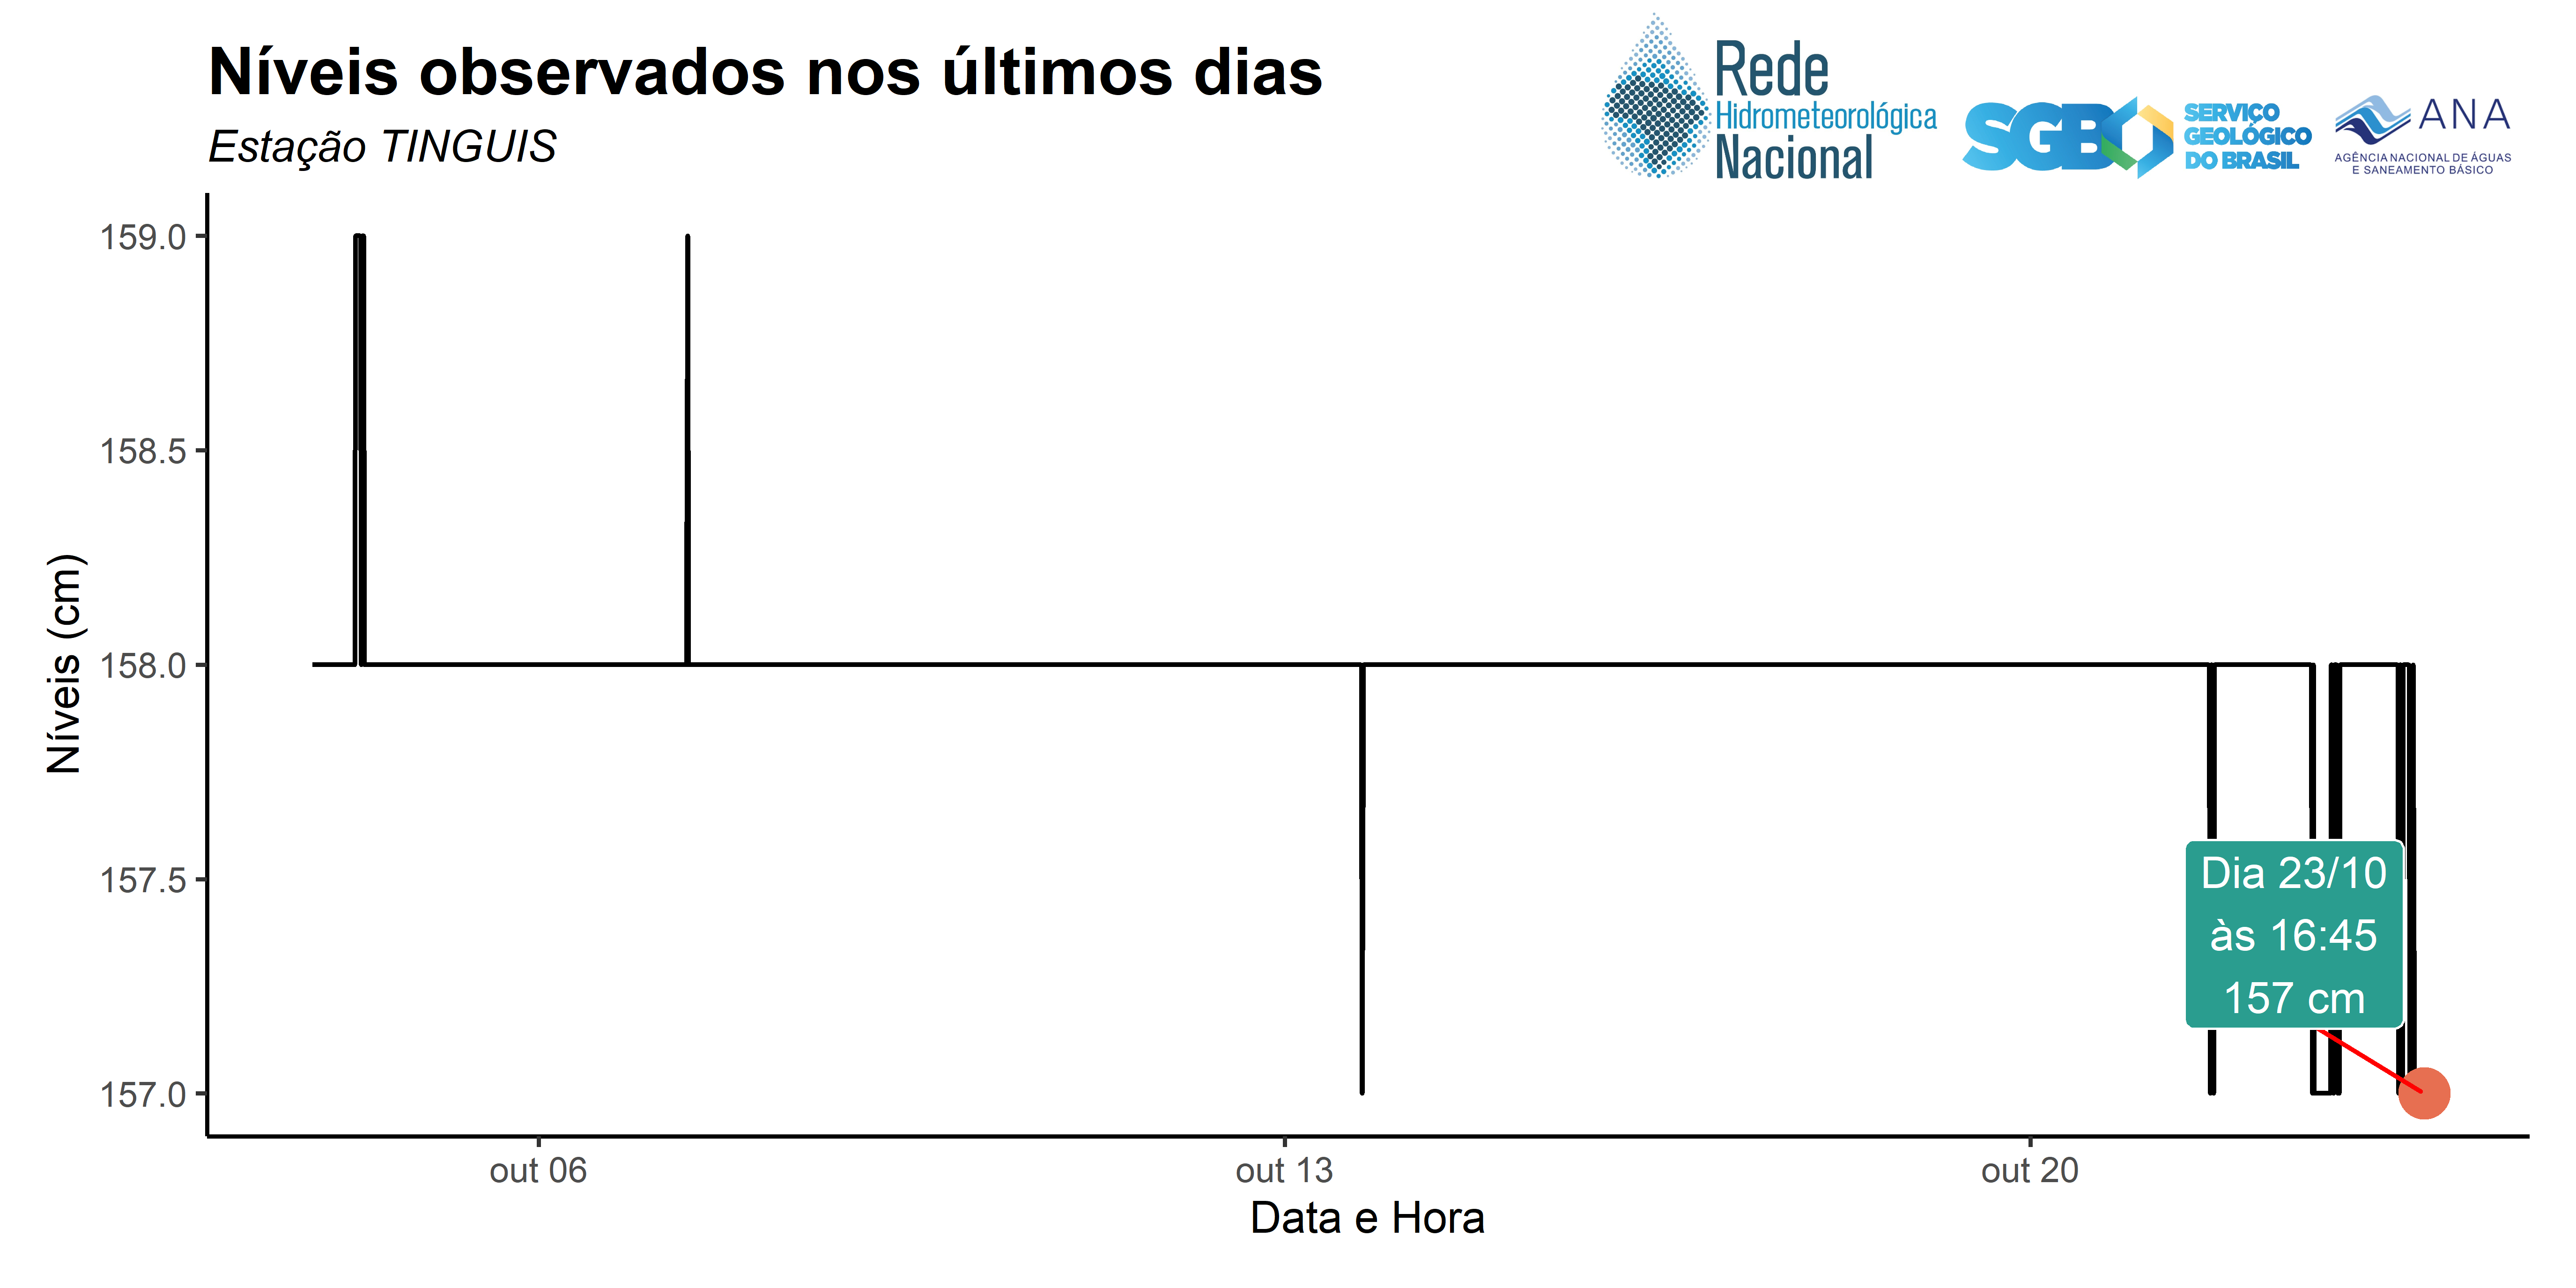 Níveis observados nos últimos dias
Estação TINGUIS
Rede
Hidrometeorológica
Nacional
SGB
SERVIÇO
GEOLÓGICO
DO BRASIL
ANA
AGÊNCIA NACIONAL DE ÁGUAS
E SANEAMENTO BÁSICO
Níveis (cm)
159.0
158.5
158.0
157.5
157.0
Dia 23/10
às 16:45
157 cm
out 06
out 13
out 20
Data e Hora